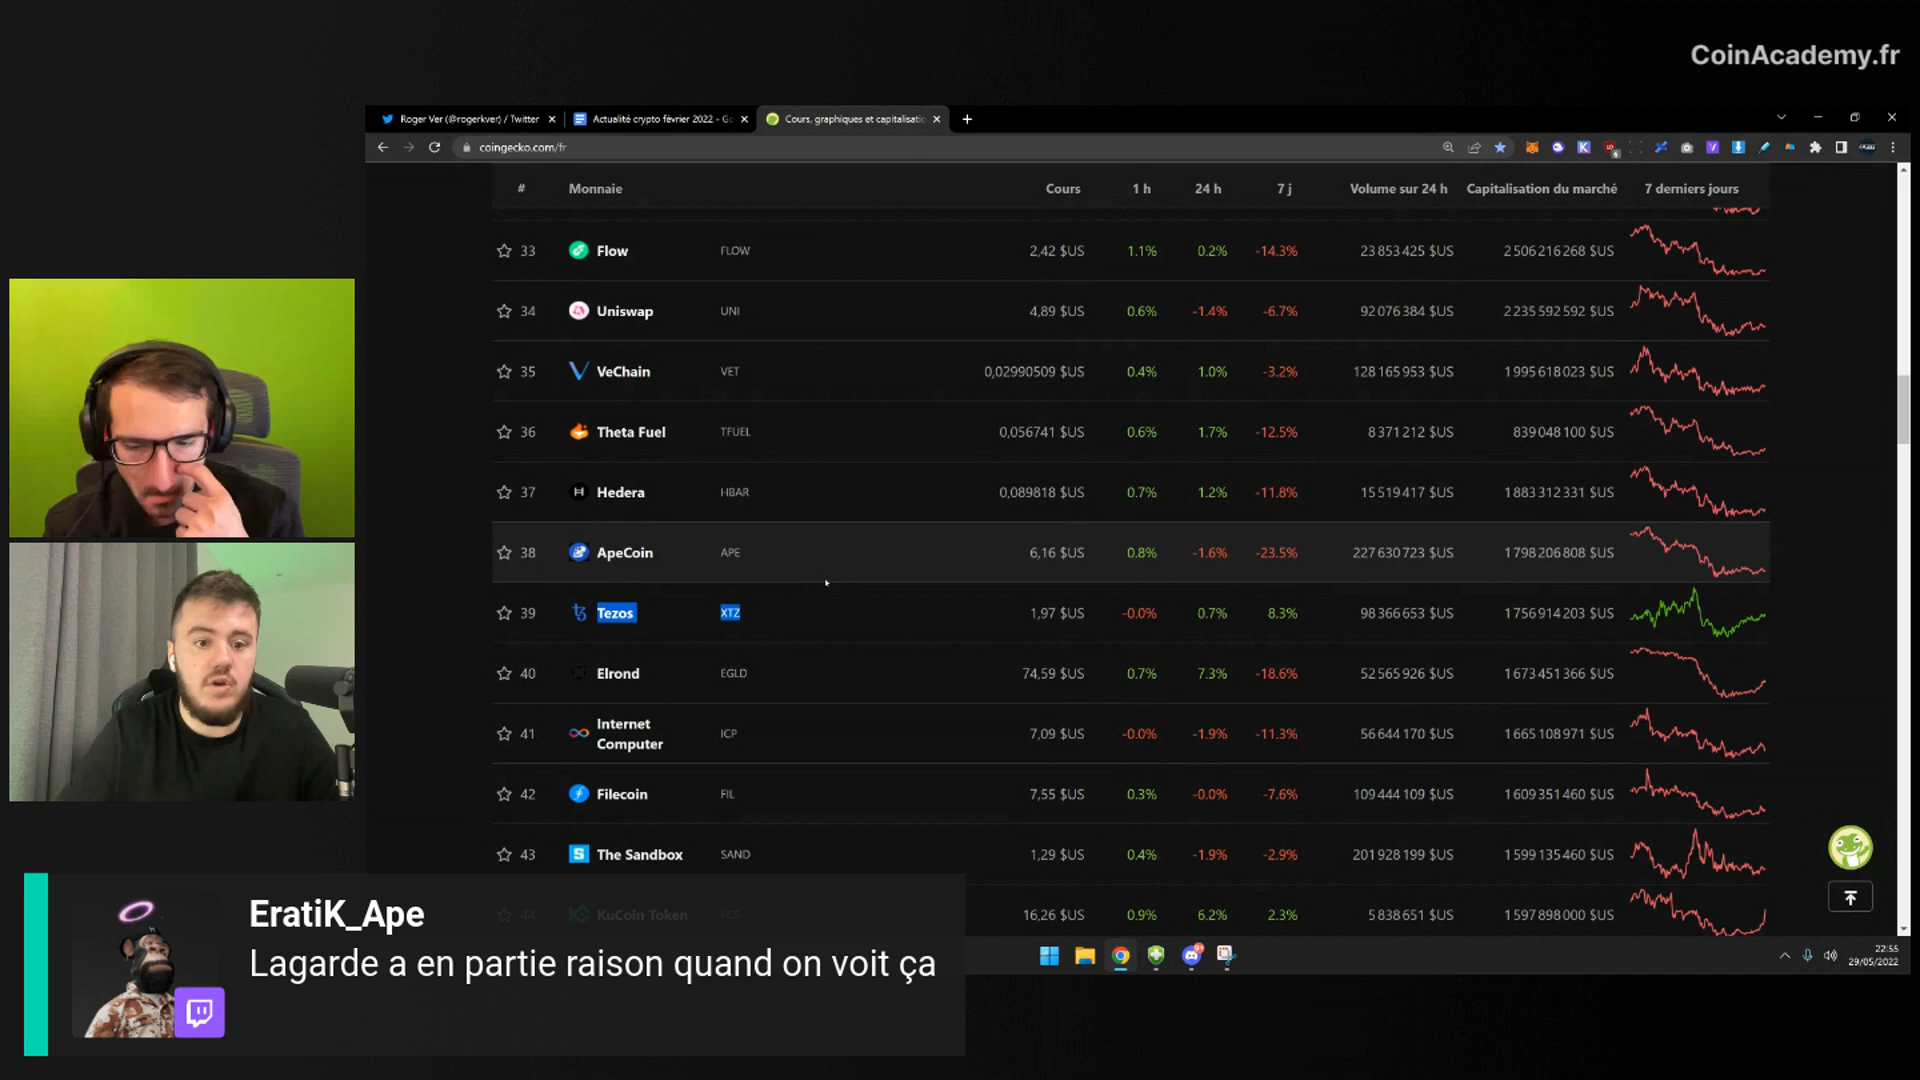 CoinAcademy.fr
Roger Ver (@rogerkver) / Twitter
Actualité crypto février 2022 - Go
Cours, graphiques et capitalisatio
coingecko.com/fr
# Monnaie Cours 1 h 24 h 7 j Volume sur 24 h Capitalisation du marché 7 derniers jours
33 Flow FLOW 2,42 $US 1.1% 0.2% -14.3% 23 853 425 $US 2 506 216 268 $US
34 Uniswap UNI 4,89 $US 0.6% -1.4% -6.7% 92 076 384 $US 2 235 592 592 $US
35 VeChain VET 0,02990509 $US 0.4% 1.0% -3.2% 128 165 953 $US 1 995 618 023 $US
36 Theta Fuel TFUEL 0,056741 $US 0.6% 1.7% -12.5% 8 371 212 $US 839 048 100 $US
37 Hedera HBAR 0,089818 $US 0.7% 1.2% -11.8% 15 519 417 $US 1 883 312 331 $US
38 ApeCoin APE 6,16 $US 0.8% -1.6% -23.5% 227 630 723 $US 1 798 206 808 $US
39 Tezos XTZ 1,97 $US -0.0% 0.7% 8.3% 98 366 653 $US 1 756 914 203 $US
40 Elrond EGLD 74,59 $US 0.7% 7.3% -18.6% 52 565 926 $US 1 673 451 366 $US
41 Internet Computer ICP 7,09 $US -0.0% -1.9% -11.3% 56 644 170 $US 1 665 108 971 $US
42 Filecoin FIL 7,55 $US 0.3% -0.0% -7.6% 109 444 109 $US 1 609 351 460 $US
43 The Sandbox SAND 1,29 $US 0.4% -1.9% -2.9% 201 928 199 $US 1 599 135 460 $US
44 KuCoin Token KCS 16,26 $US 0.9% 6.2% 2.3% 5 838 651 $US 1 597 898 000 $US
EratiK_Ape
Lagarde a en partie raison quand on voit ça
22:55
29/05/2022